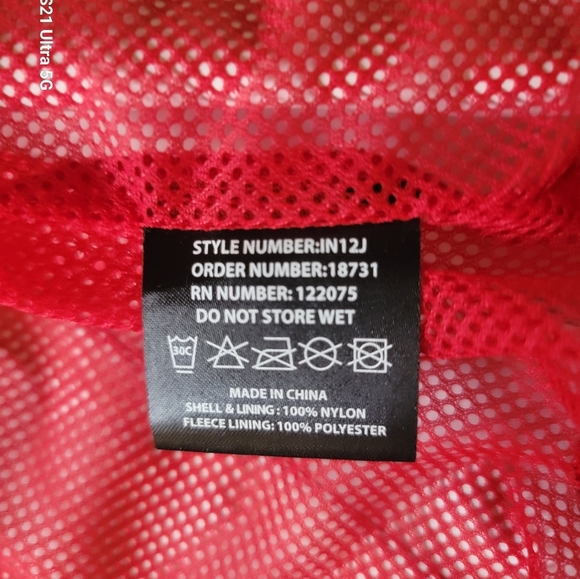 S21 Ultra 5G
STYLE NUMBER:IN12J
ORDER NUMBER:18731
RN NUMBER: 122075
DO NOT STORE WET
30C
MADE IN CHINA
SHELL & LINING : 100% NYLON
FLEECE LINING: 100% POLYESTER